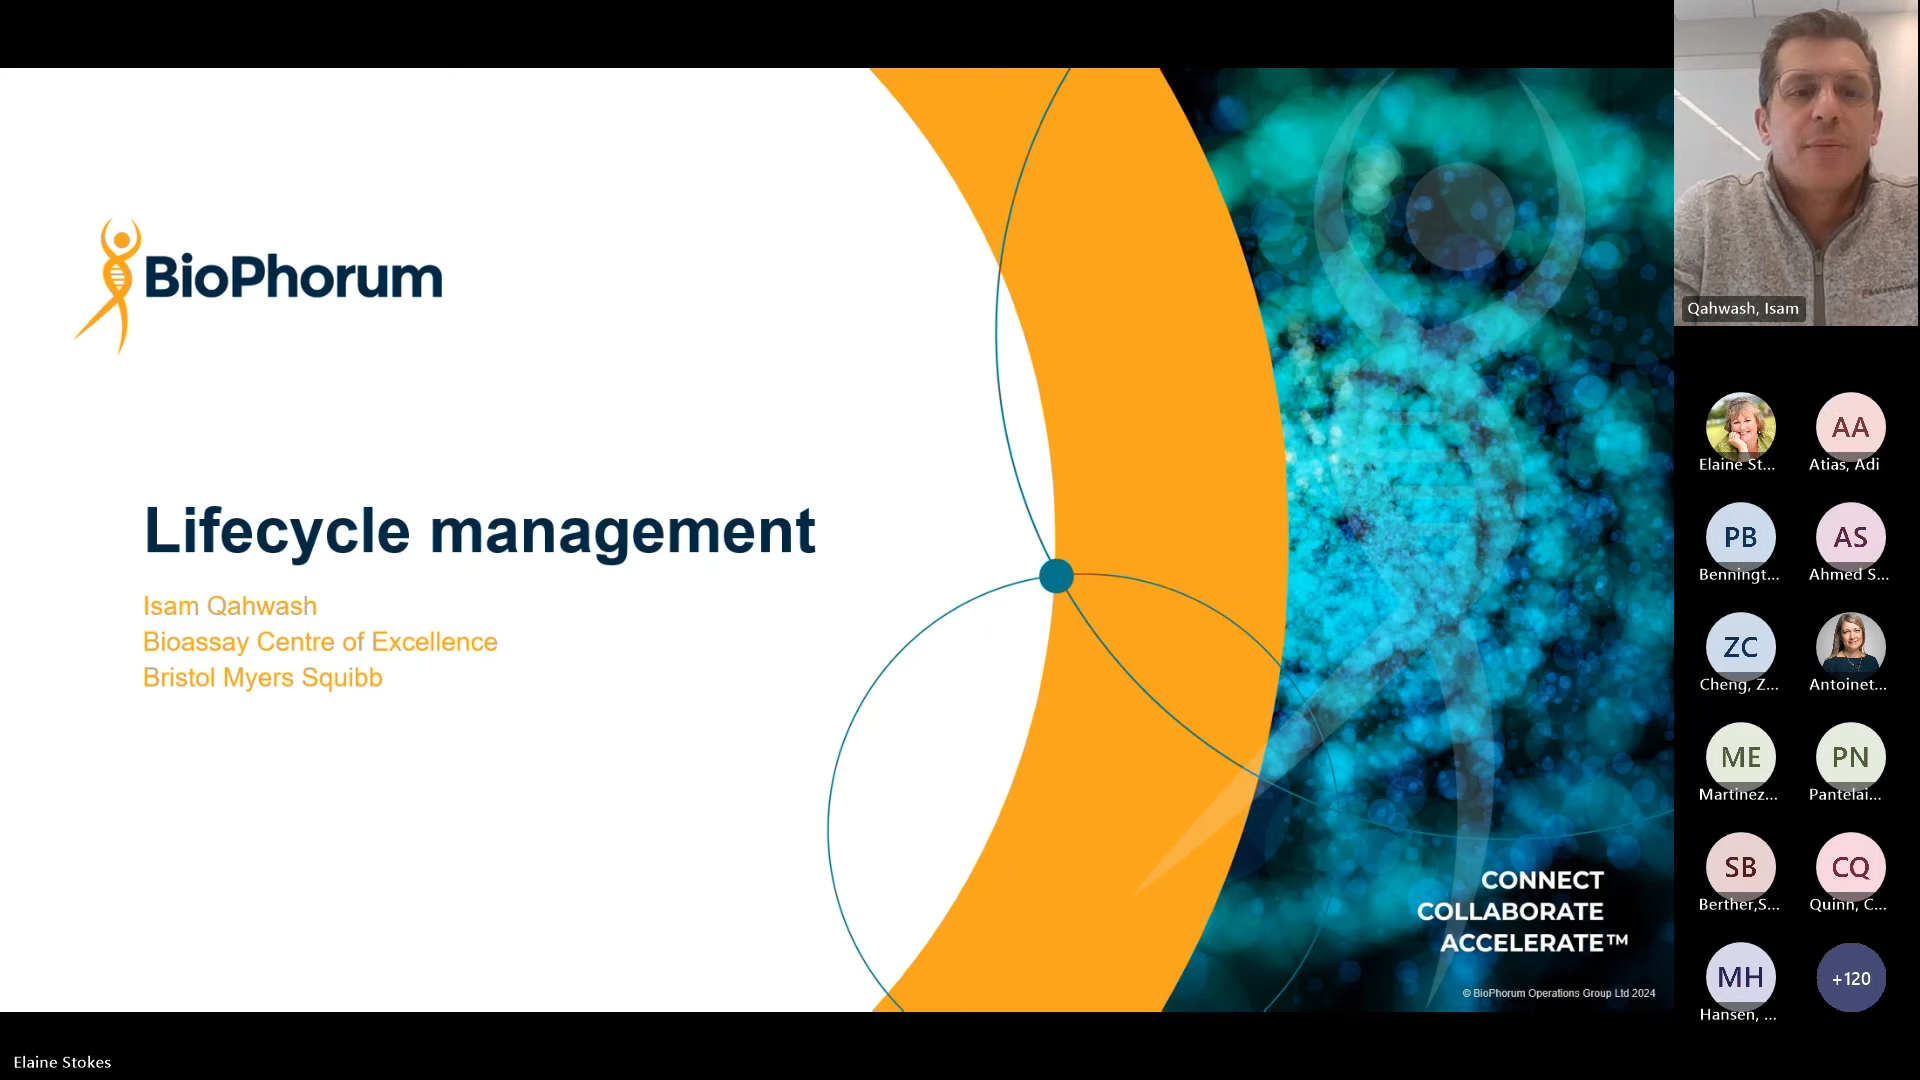 BioPhorum
Lifecycle management
Isam Qahwash
Bioassay Centre of Excellence
Bristol Myers Squibb
CONNECT
COLLABORATE
ACCELERATE™
© BioPhorum Operations Group Ltd 2024
Qahwash, Isam
Elaine St...
AA
Atias, Adi
PB
Benningt...
AS
Ahmed S...
ZC
Cheng, Z...
Antoinet...
ME
Martinez...
PN
Pantelai...
SB
Berther,S...
CQ
Quinn, C...
MH
Hansen, ...
+120
Elaine Stokes